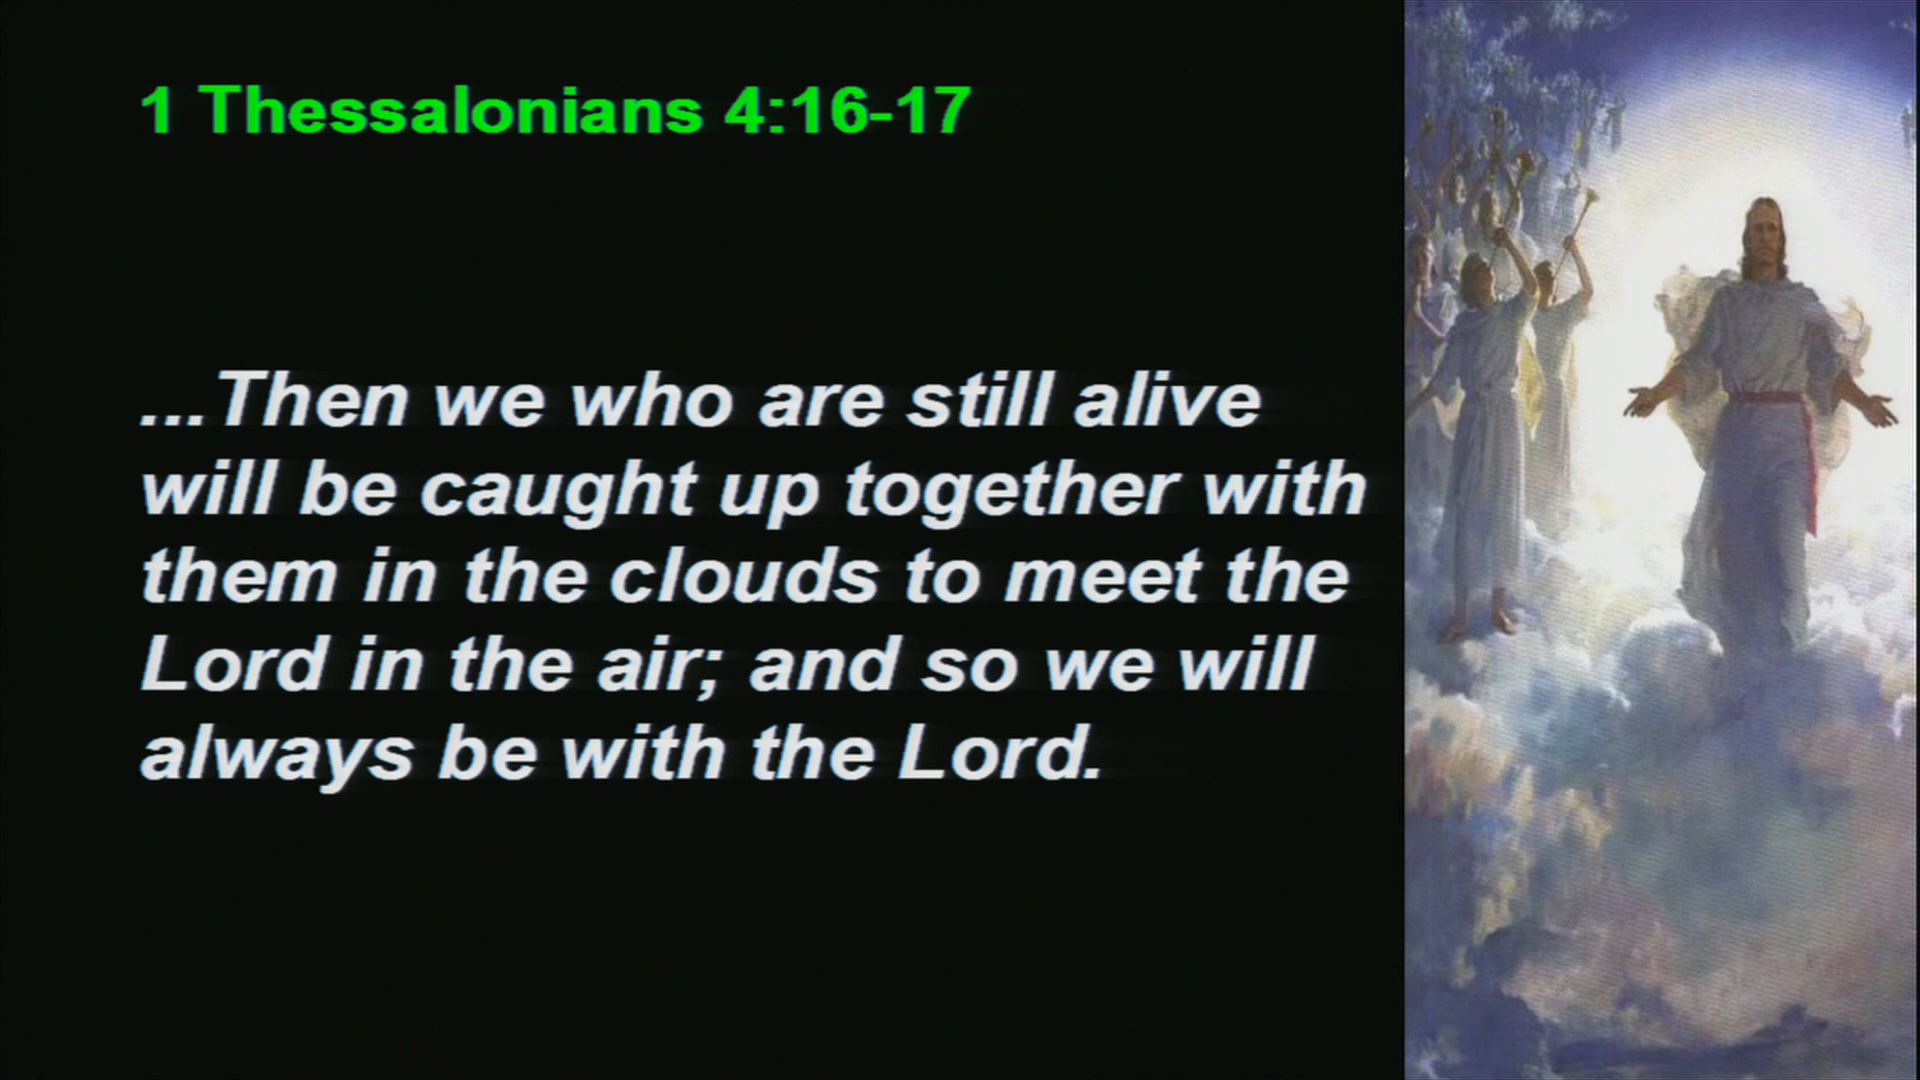 1 Thessalonians 4:16-17
...Then we who are still alive
will be caught up together with
them in the clouds to meet the
Lord in the air; and so we will
always be with the Lord.